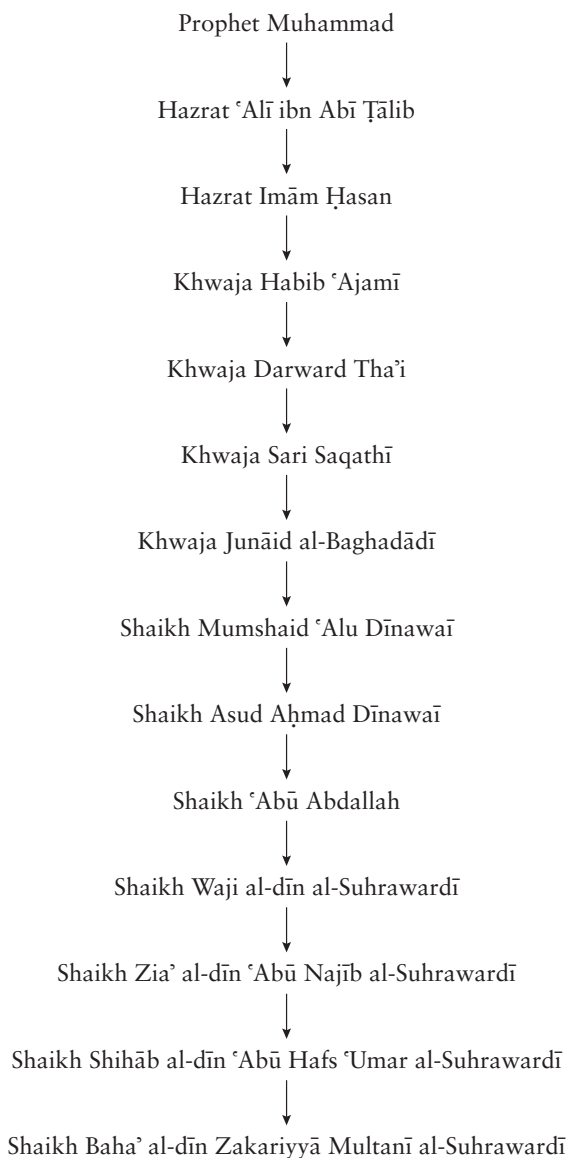 Prophet Muhammad
Hazrat ʿAlī ibn Abī Ṭālib
Hazrat Imām Ḥasan
Khwaja Habib ʿAjamī
Khwaja Darward Tha’i
Khwaja Sari Saqathī
Khwaja Junāid al-Baghadādī
Shaikh Mumshaid ʿAlu Dīnawaī
Shaikh Asud Aḥmad Dīnawaī
Shaikh ʿAbū Abdallah
Shaikh Waji al-dīn al-Suhrawardī
Shaikh Zia’ al-dīn ʿAbū Najīb al-Suhrawardī
Shaikh Shihāb al-dīn ʿAbū Hafs ʿUmar al-Suhrawardī
Shaikh Baha’ al-dīn Zakariyyā Multanī al-Suhrawardī